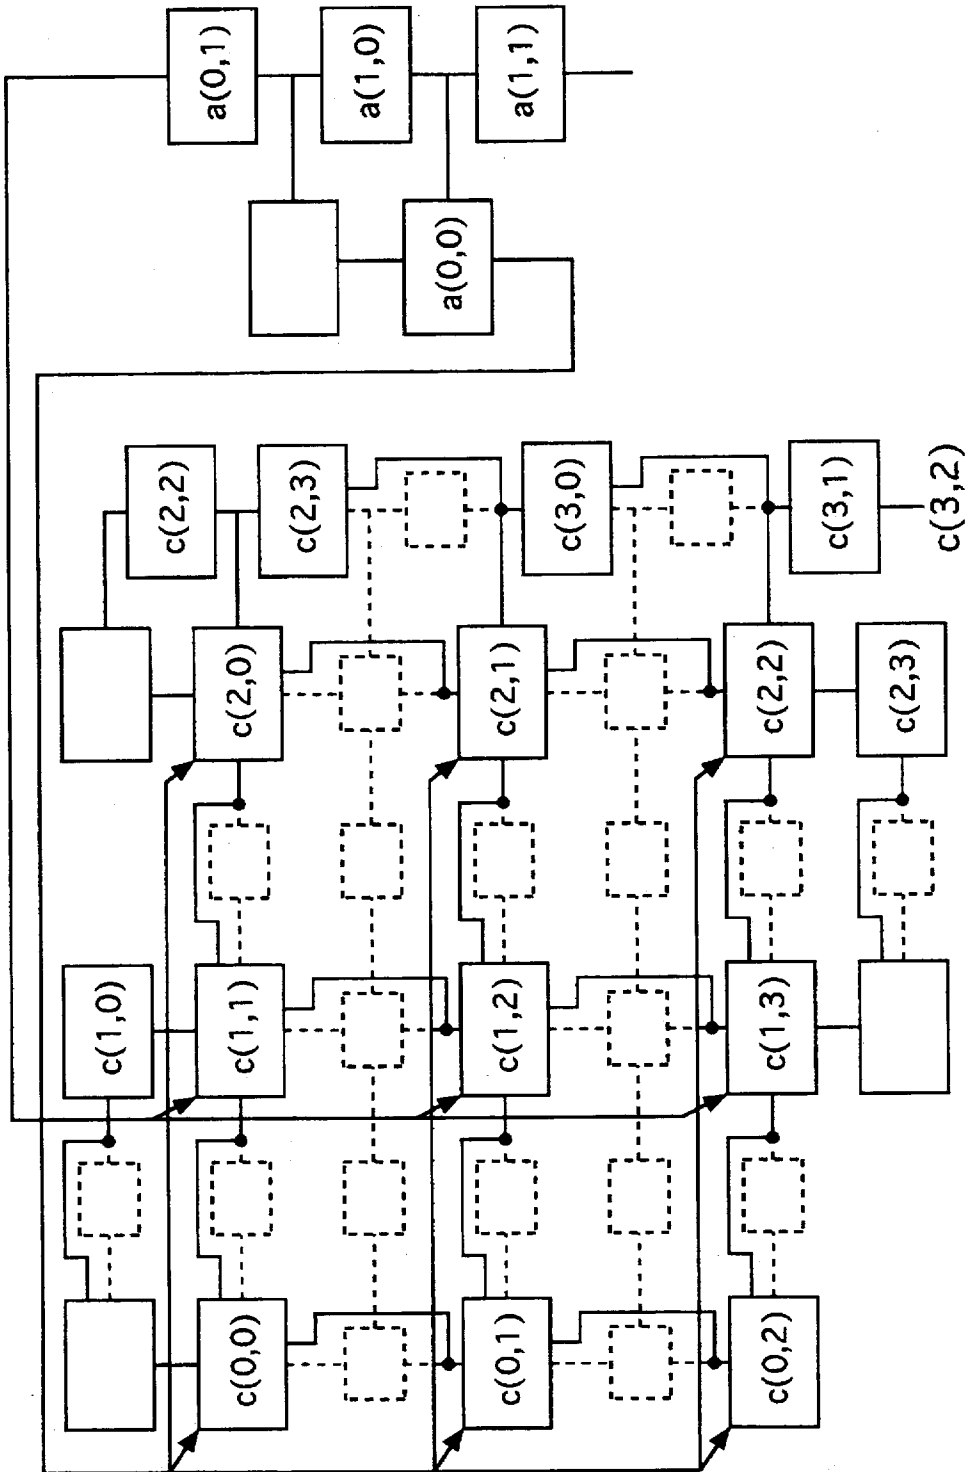 c(1,0)
c(2,2)
a(0,1)
c(0,0)
c(1,1)
c(2,0)
c(2,3)
a(1,0)
a(0,0)
c(0,1)
c(1,2)
c(2,1)
a(1,1)
c(3,0)
c(0,2)
c(1,3)
c(2,2)
c(3,1)
c(2,3)
c(3,2)